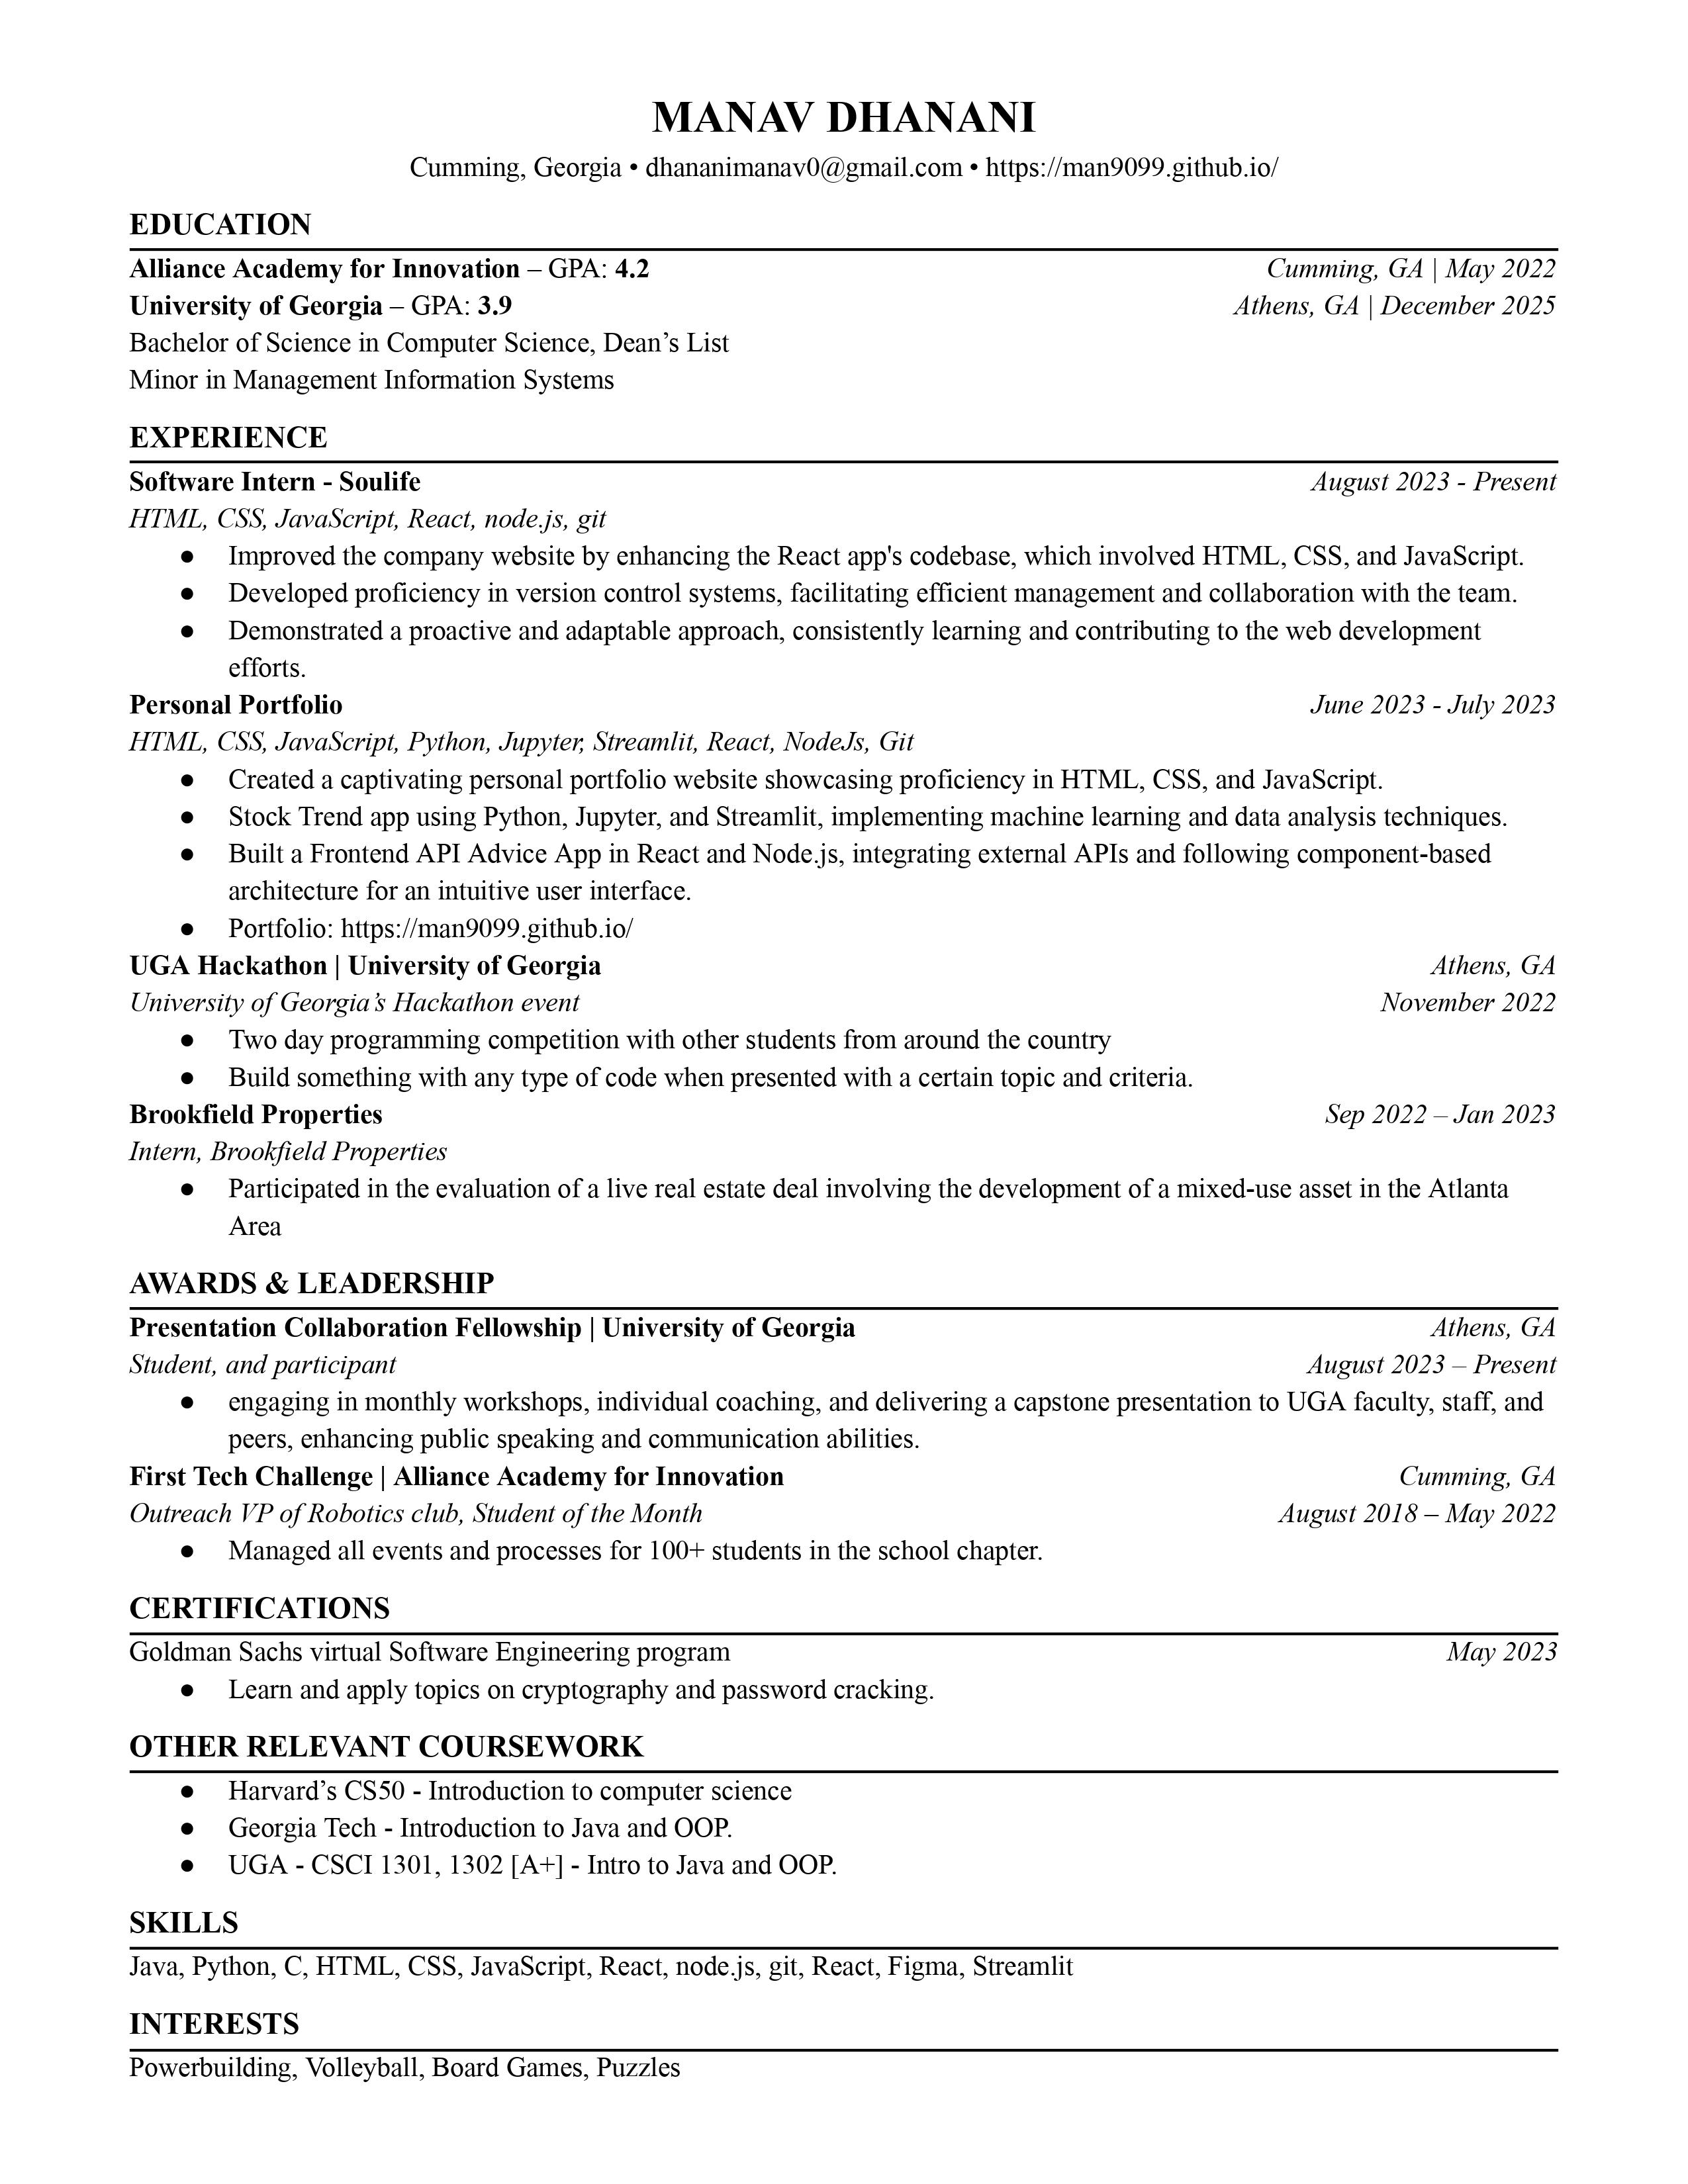 MANAV DHANANI
Cumming, Georgia • dhananimanav0@gmail.com • https://man9099.github.io/
EDUCATION
Alliance Academy for Innovation – GPA: 4.2 Cumming, GA | May 2022
University of Georgia – GPA: 3.9 Athens, GA | December 2025
Bachelor of Science in Computer Science, Dean’s List
Minor in Management Information Systems
EXPERIENCE
Software Intern - Soulife August 2023 - Present
HTML, CSS, JavaScript, React, node.js, git
● Improved the company website by enhancing the React app's codebase, which involved HTML, CSS, and JavaScript.
● Developed proficiency in version control systems, facilitating efficient management and collaboration with the team.
● Demonstrated a proactive and adaptable approach, consistently learning and contributing to the web development
efforts.
Personal Portfolio June 2023 - July 2023
HTML, CSS, JavaScript, Python, Jupyter, Streamlit, React, NodeJs, Git
● Created a captivating personal portfolio website showcasing proficiency in HTML, CSS, and JavaScript.
● Stock Trend app using Python, Jupyter, and Streamlit, implementing machine learning and data analysis techniques.
● Built a Frontend API Advice App in React and Node.js, integrating external APIs and following component-based
architecture for an intuitive user interface.
● Portfolio: https://man9099.github.io/
UGA Hackathon | University of Georgia Athens, GA
University of Georgia’s Hackathon event November 2022
● Two day programming competition with other students from around the country
● Build something with any type of code when presented with a certain topic and criteria.
Brookfield Properties Sep 2022 – Jan 2023
Intern, Brookfield Properties
● Participated in the evaluation of a live real estate deal involving the development of a mixed-use asset in the Atlanta
Area
AWARDS & LEADERSHIP
Presentation Collaboration Fellowship | University of Georgia Athens, GA
Student, and participant August 2023 – Present
● engaging in monthly workshops, individual coaching, and delivering a capstone presentation to UGA faculty, staff, and
peers, enhancing public speaking and communication abilities.
First Tech Challenge | Alliance Academy for Innovation Cumming, GA
Outreach VP of Robotics club, Student of the Month August 2018 – May 2022
● Managed all events and processes for 100+ students in the school chapter.
CERTIFICATIONS
Goldman Sachs virtual Software Engineering program May 2023
● Learn and apply topics on cryptography and password cracking.
OTHER RELEVANT COURSEWORK
● Harvard’s CS50 - Introduction to computer science
● Georgia Tech - Introduction to Java and OOP.
● UGA - CSCI 1301, 1302 [A+] - Intro to Java and OOP.
SKILLS
Java, Python, C, HTML, CSS, JavaScript, React, node.js, git, React, Figma, Streamlit
INTERESTS
Powerbuilding, Volleyball, Board Games, Puzzles